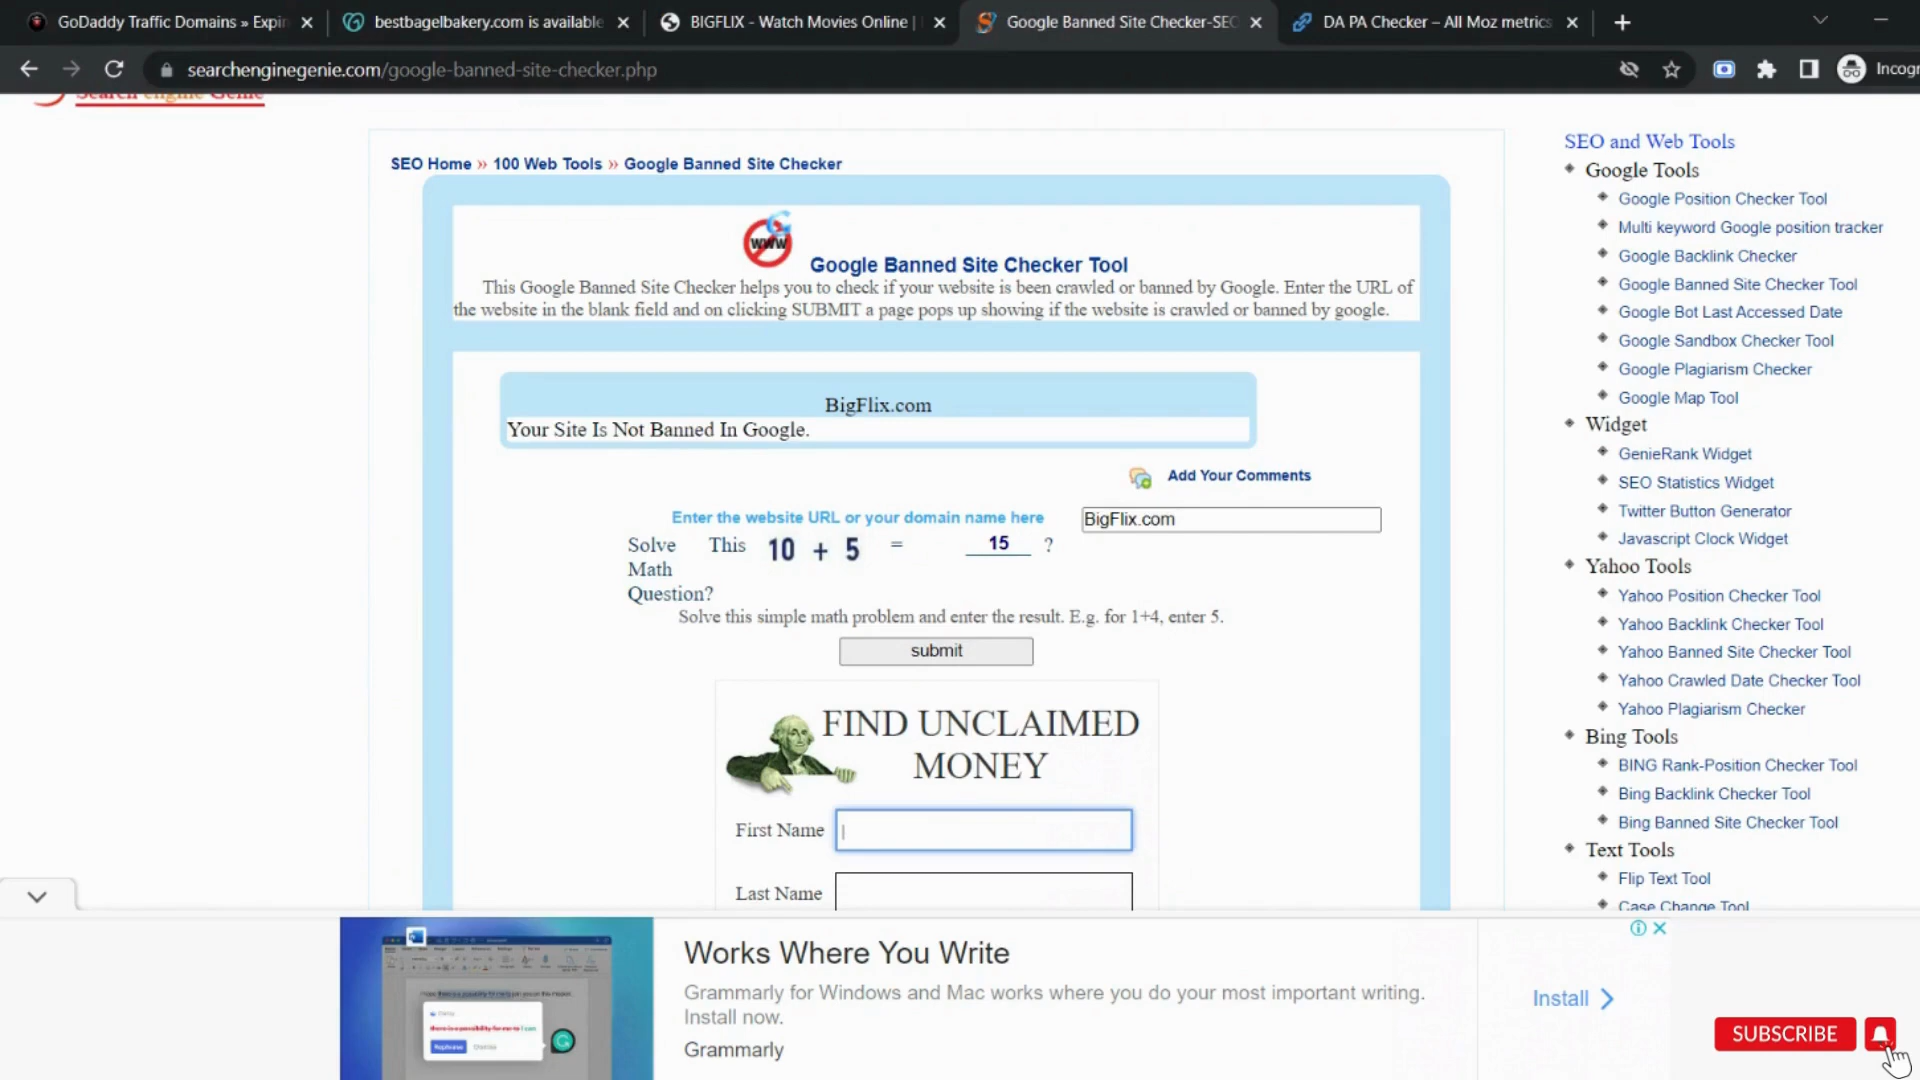 GoDaddy Traffic Domains » Expir
bestbagelbakery.com is available
BIGFLIX - Watch Movies Online |
Google Banned Site Checker-SEO
DA PA Checker – All Moz metrics
searchenginegenie.com/google-banned-site-checker.php
Incogn
Search Engine Genie
SEO Home » 100 Web Tools » Google Banned Site Checker
WWW
Google Banned Site Checker Tool
This Google Banned Site Checker helps you to check if your website is been crawled or banned by Google. Enter the URL of
the website in the blank field and on clicking SUBMIT a page pops up showing if the website is crawled or banned by google.
BigFlix.com
Your Site Is Not Banned In Google.
Add Your Comments
Enter the website URL or your domain name here
BigFlix.com
Solve This 10 + 5 = 15 ?
Math
Question?
Solve this simple math problem and enter the result. E.g. for 1+4, enter 5.
submit
FIND UNCLAIMED
MONEY
First Name
Last Name
SEO and Web Tools
Google Tools
Google Position Checker Tool
Multi keyword Google position tracker
Google Backlink Checker
Google Banned Site Checker Tool
Google Bot Last Accessed Date
Google Sandbox Checker Tool
Google Plagiarism Checker
Google Map Tool
Widget
GenieRank Widget
SEO Statistics Widget
Twitter Button Generator
Javascript Clock Widget
Yahoo Tools
Yahoo Position Checker Tool
Yahoo Backlink Checker Tool
Yahoo Banned Site Checker Tool
Yahoo Crawled Date Checker Tool
Yahoo Plagiarism Checker
Bing Tools
BING Rank-Position Checker Tool
Bing Backlink Checker Tool
Bing Banned Site Checker Tool
Text Tools
Flip Text Tool
Case Change Tool
Works Where You Write
Grammarly for Windows and Mac works where you do your most important writing.
Install now.
Grammarly
Install
SUBSCRIBE